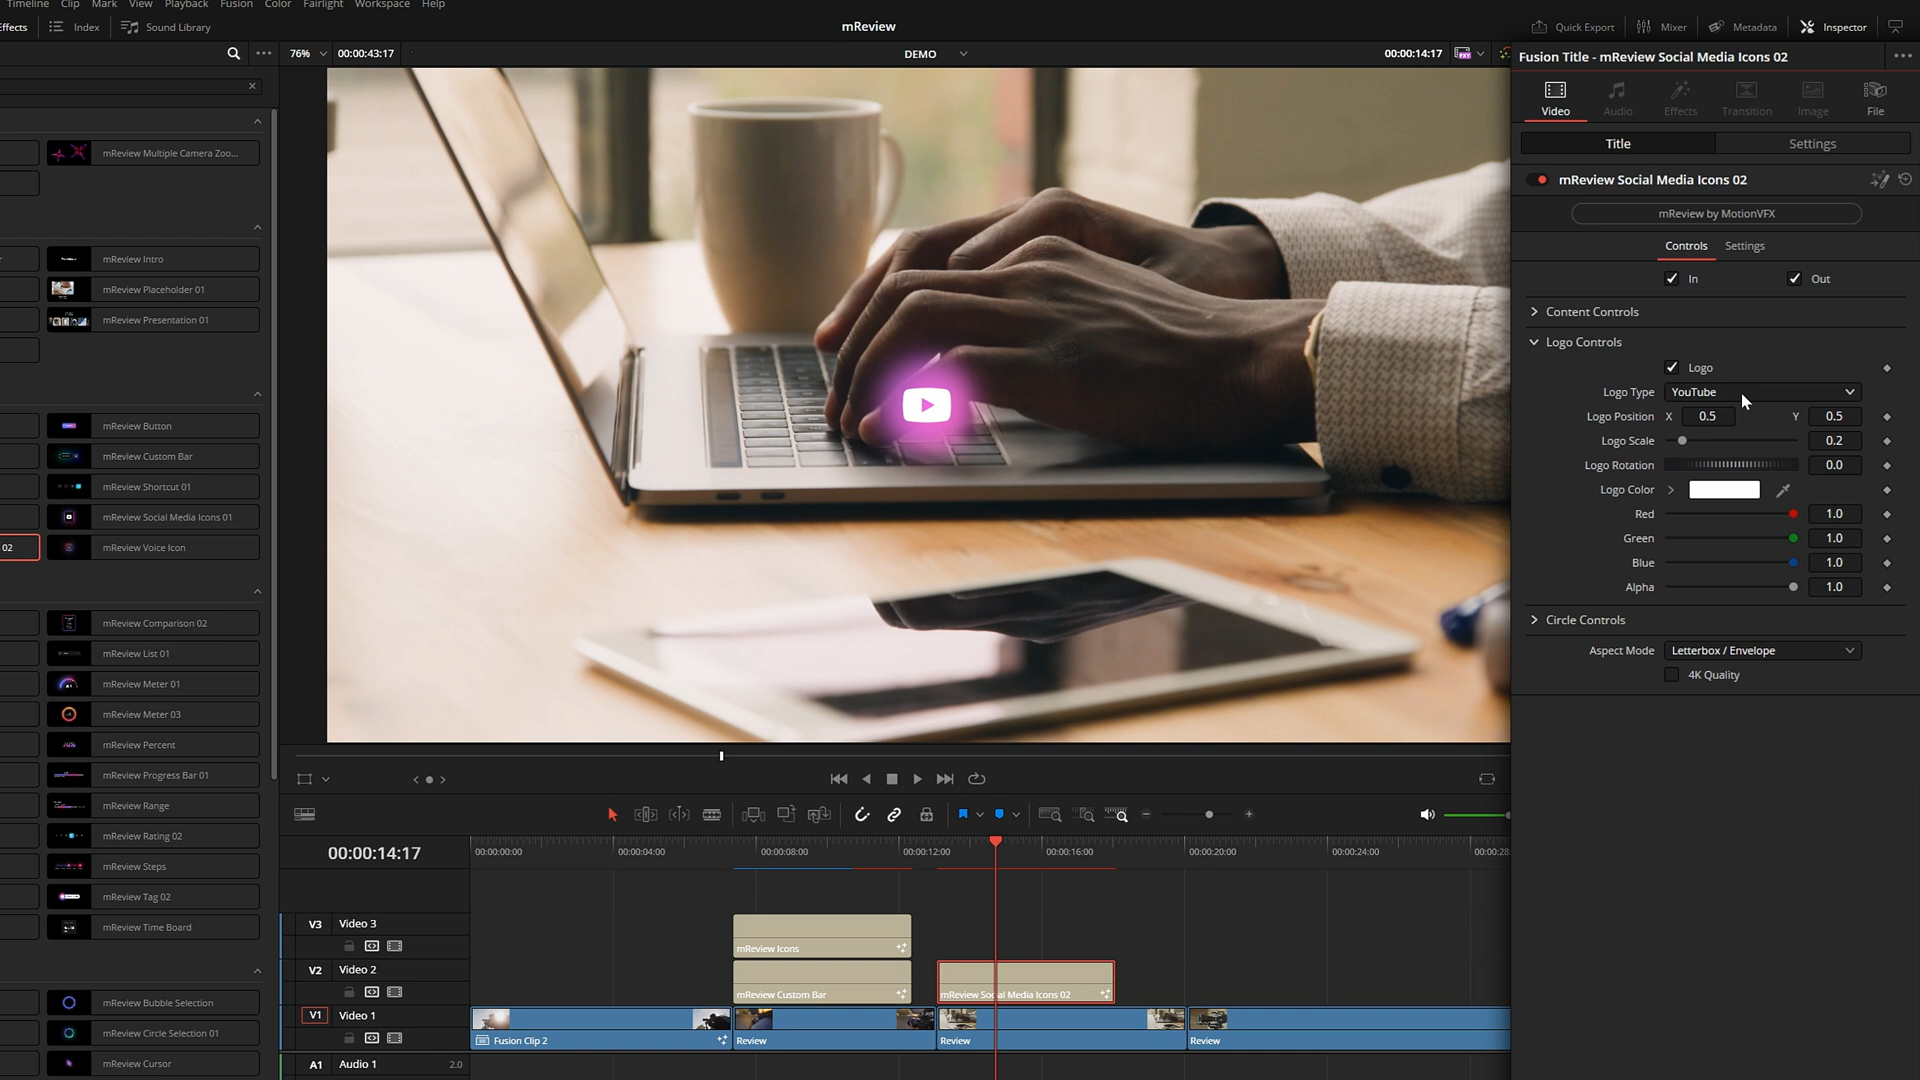 Timeline Clip Mark View Playback Fusion Color Fairlight Workspace Help
Effects Index Sound Library mReview Quick Export Mixer Metadata Inspector
76% 00:00:43:17 DEMO 00:00:14:17
Fusion Title - mReview Social Media Icons 02
Video Audio Effects Transition Image File
Title Settings
mReview Social Media Icons 02
mReview by MotionVFX
Controls Settings
In Out
Content Controls
Logo Controls
Logo
Logo Type YouTube
Logo Position X 0.5 Y 0.5
Logo Scale 0.2
Logo Rotation 0.0
Logo Color
Red 1.0
Green 1.0
Blue 1.0
Alpha 1.0
Circle Controls
Aspect Mode Letterbox / Envelope
4K Quality
mReview Multiple Camera Zoo...
mReview Intro
mReview Placeholder 01
mReview Presentation 01
mReview Button
mReview Custom Bar
mReview Shortcut 01
mReview Social Media Icons 01
02 mReview Voice Icon
mReview Comparison 02
mReview List 01
mReview Meter 01
mReview Meter 03
mReview Percent
mReview Progress Bar 01
mReview Range
mReview Rating 02
mReview Steps
mReview Tag 02
mReview Time Board
mReview Bubble Selection
mReview Circle Selection 01
mReview Cursor
00:00:14:17
00:00:00:00 00:00:04:00 00:00:08:00 00:00:12:00 00:00:16:00 00:00:20:00 00:00:24:00 00:00:28:
V3 Video 3
mReview Icons
V2 Video 2
mReview Custom Bar mReview Social Media Icons 02
V1 Video 1
Fusion Clip 2 Review Review Review
A1 Audio 1 2.0